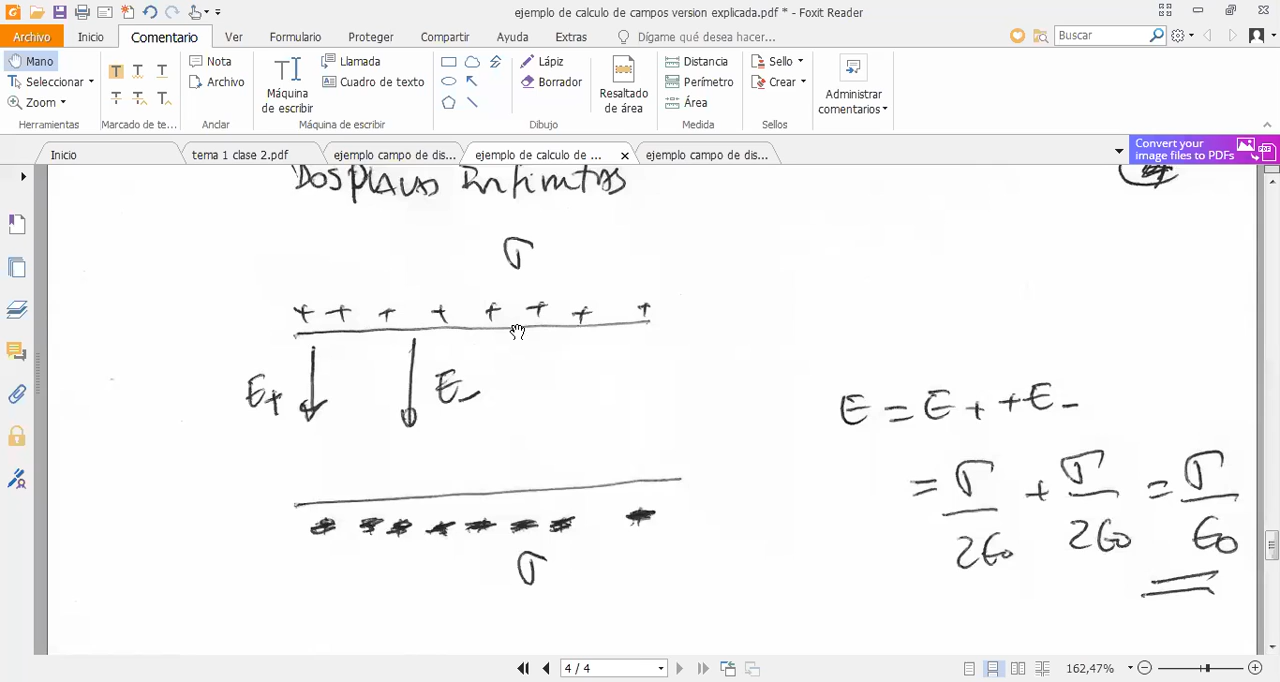 ejemplo de calculo de campos version explicada.pdf * - Foxit Reader
Archivo Inicio Comentario Ver Formulario Proteger Compartir Ayuda Extras Dígame qué desea hacer... Buscar
Mano
Seleccionar
Zoom
Herramientas
T T T
T T T
Marcado de te...
Nota
Archivo
Anclar
Máquina
de escribir
Llamada
Cuadro de texto
Máquina de escribir
Lápiz
Borrador
Dibujo
Resaltado
de área
Distancia
Perímetro
Área
Medida
Sello
Crear
Sellos
Administrar
comentarios
Inicio tema 1 clase 2.pdf ejemplo campo de dis... ejemplo de calculo de ... ejemplo campo de dis...
Convert your
image files to PDFs
Dos placas Infinitas
σ
+ + + + + + + +
E+ E-
σ
E = E+ + E-
= σ/2ϵ₀ + σ/2ϵ₀ = σ/ϵ₀
4 / 4 162,47%